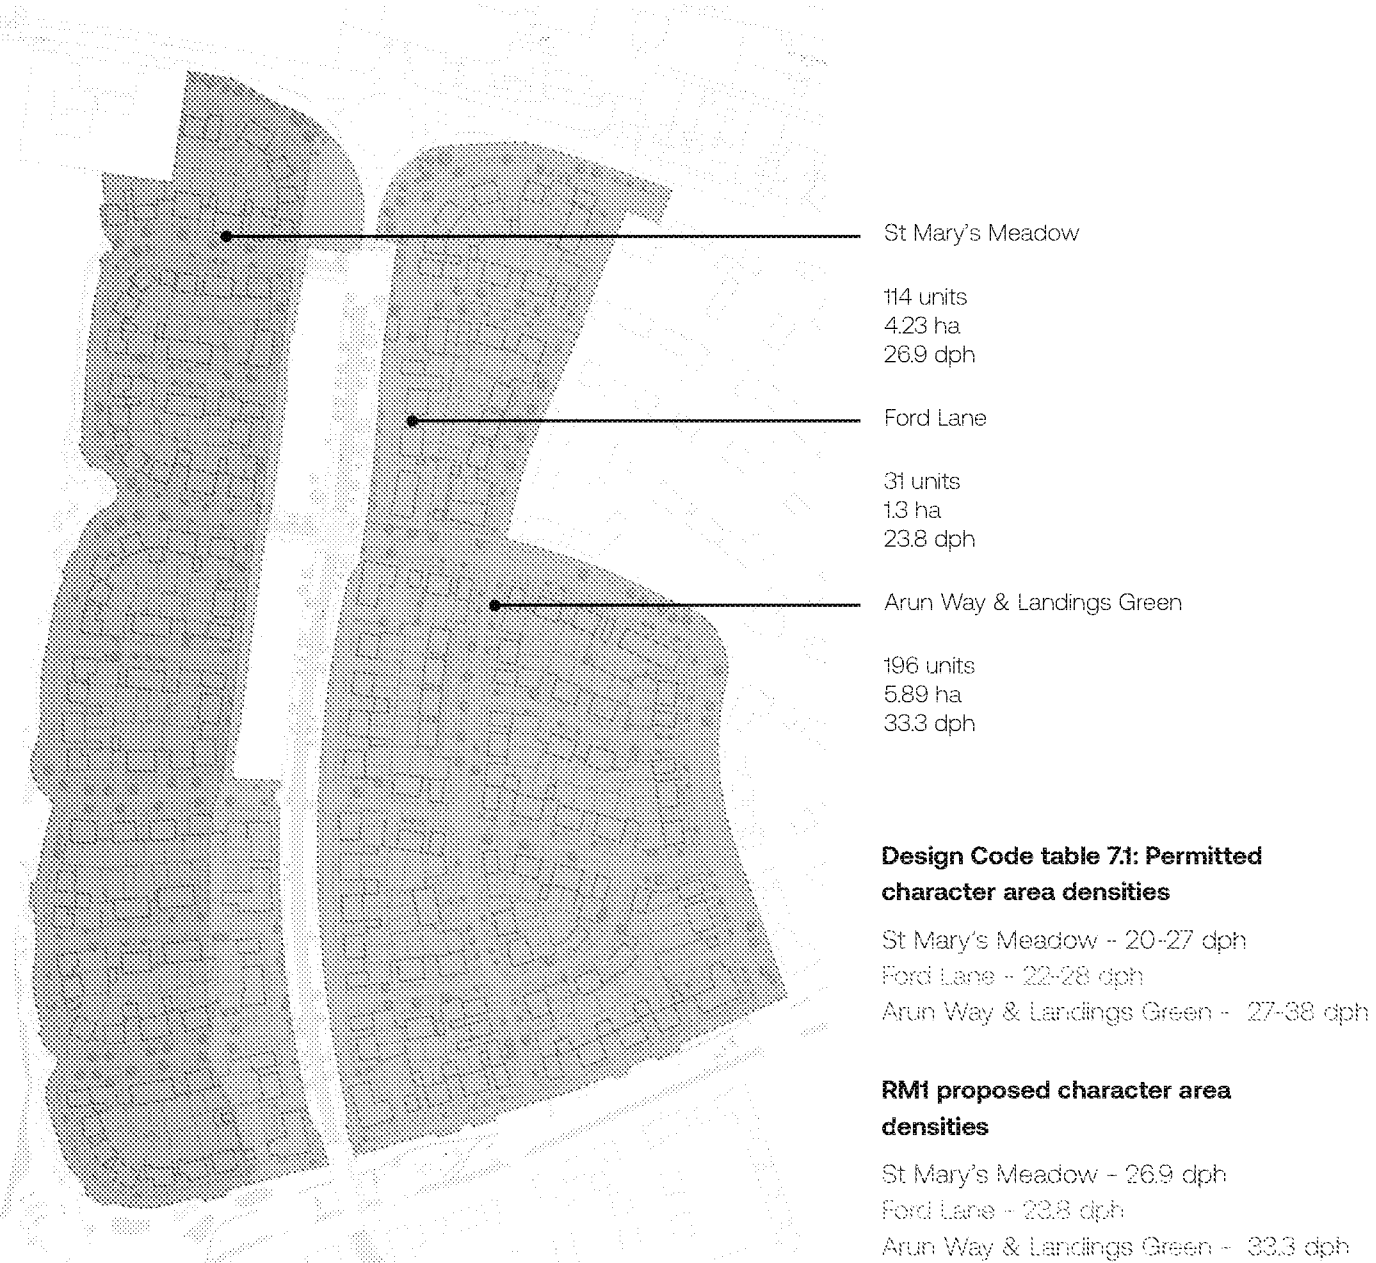 St Mary's Meadow
114 units
4.23 ha
26.9 dph
Ford Lane
31 units
1.3 ha
23.8 dph
Arun Way & Landings Green
196 units
5.89 ha
33.3 dph
Design Code table 7.1: Permitted
character area densities
St Mary's Meadow - 20-27 dph
Ford Lane - 22-28 dph
Arun Way & Landings Green - 27-38 dph
RM1 proposed character area
densities
St Mary's Meadow - 26.9 dph
Ford Lane - 23.8 dph
Arun Way & Landings Green - 33.3 dph